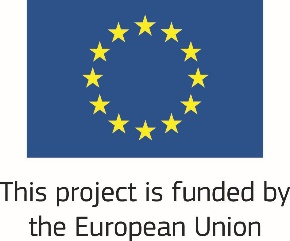 This project is funded by
the European Union